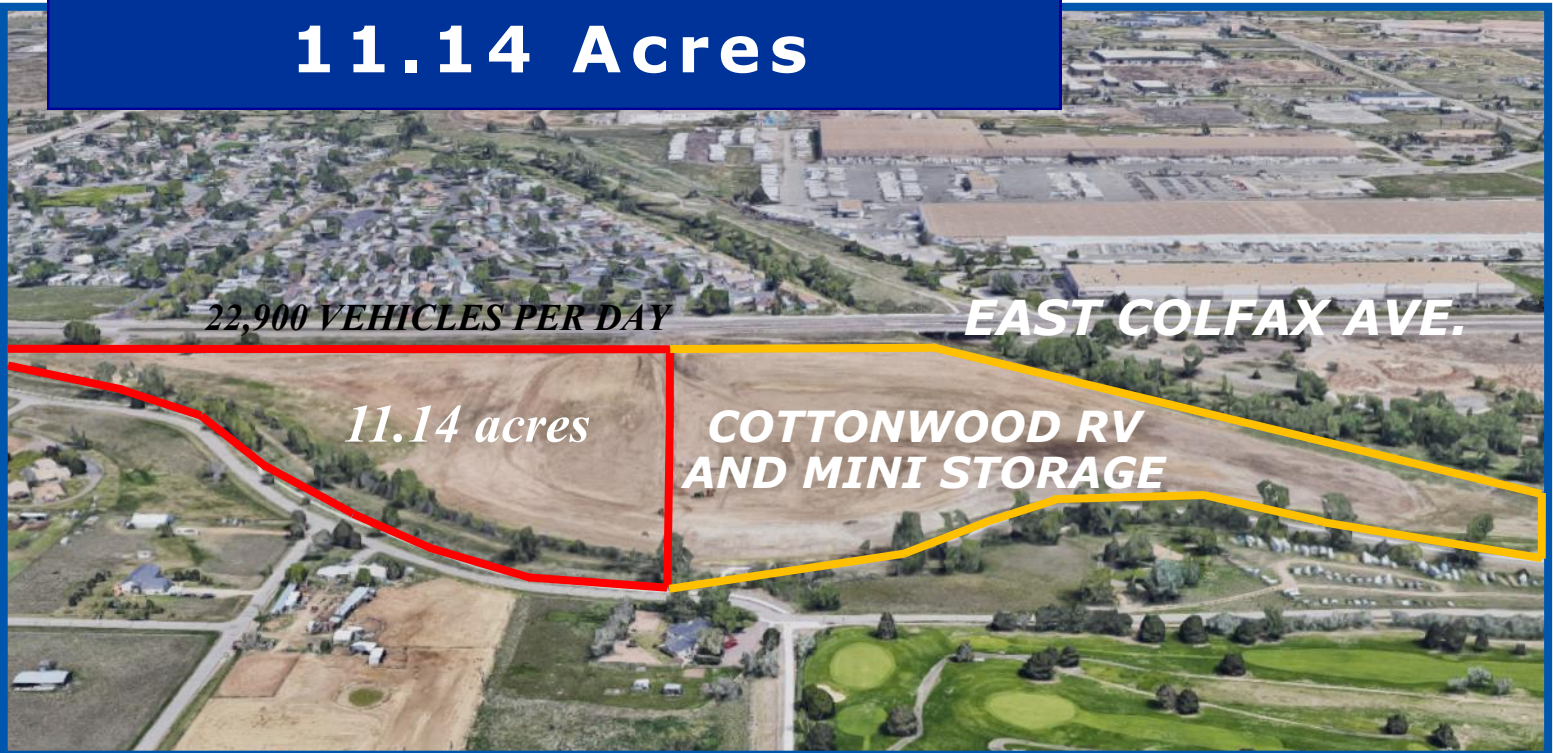 11.14 Acres
22,900 VEHICLES PER DAY
EAST COLFAX AVE.
11.14 acres
COTTONWOOD RV
AND MINI STORAGE